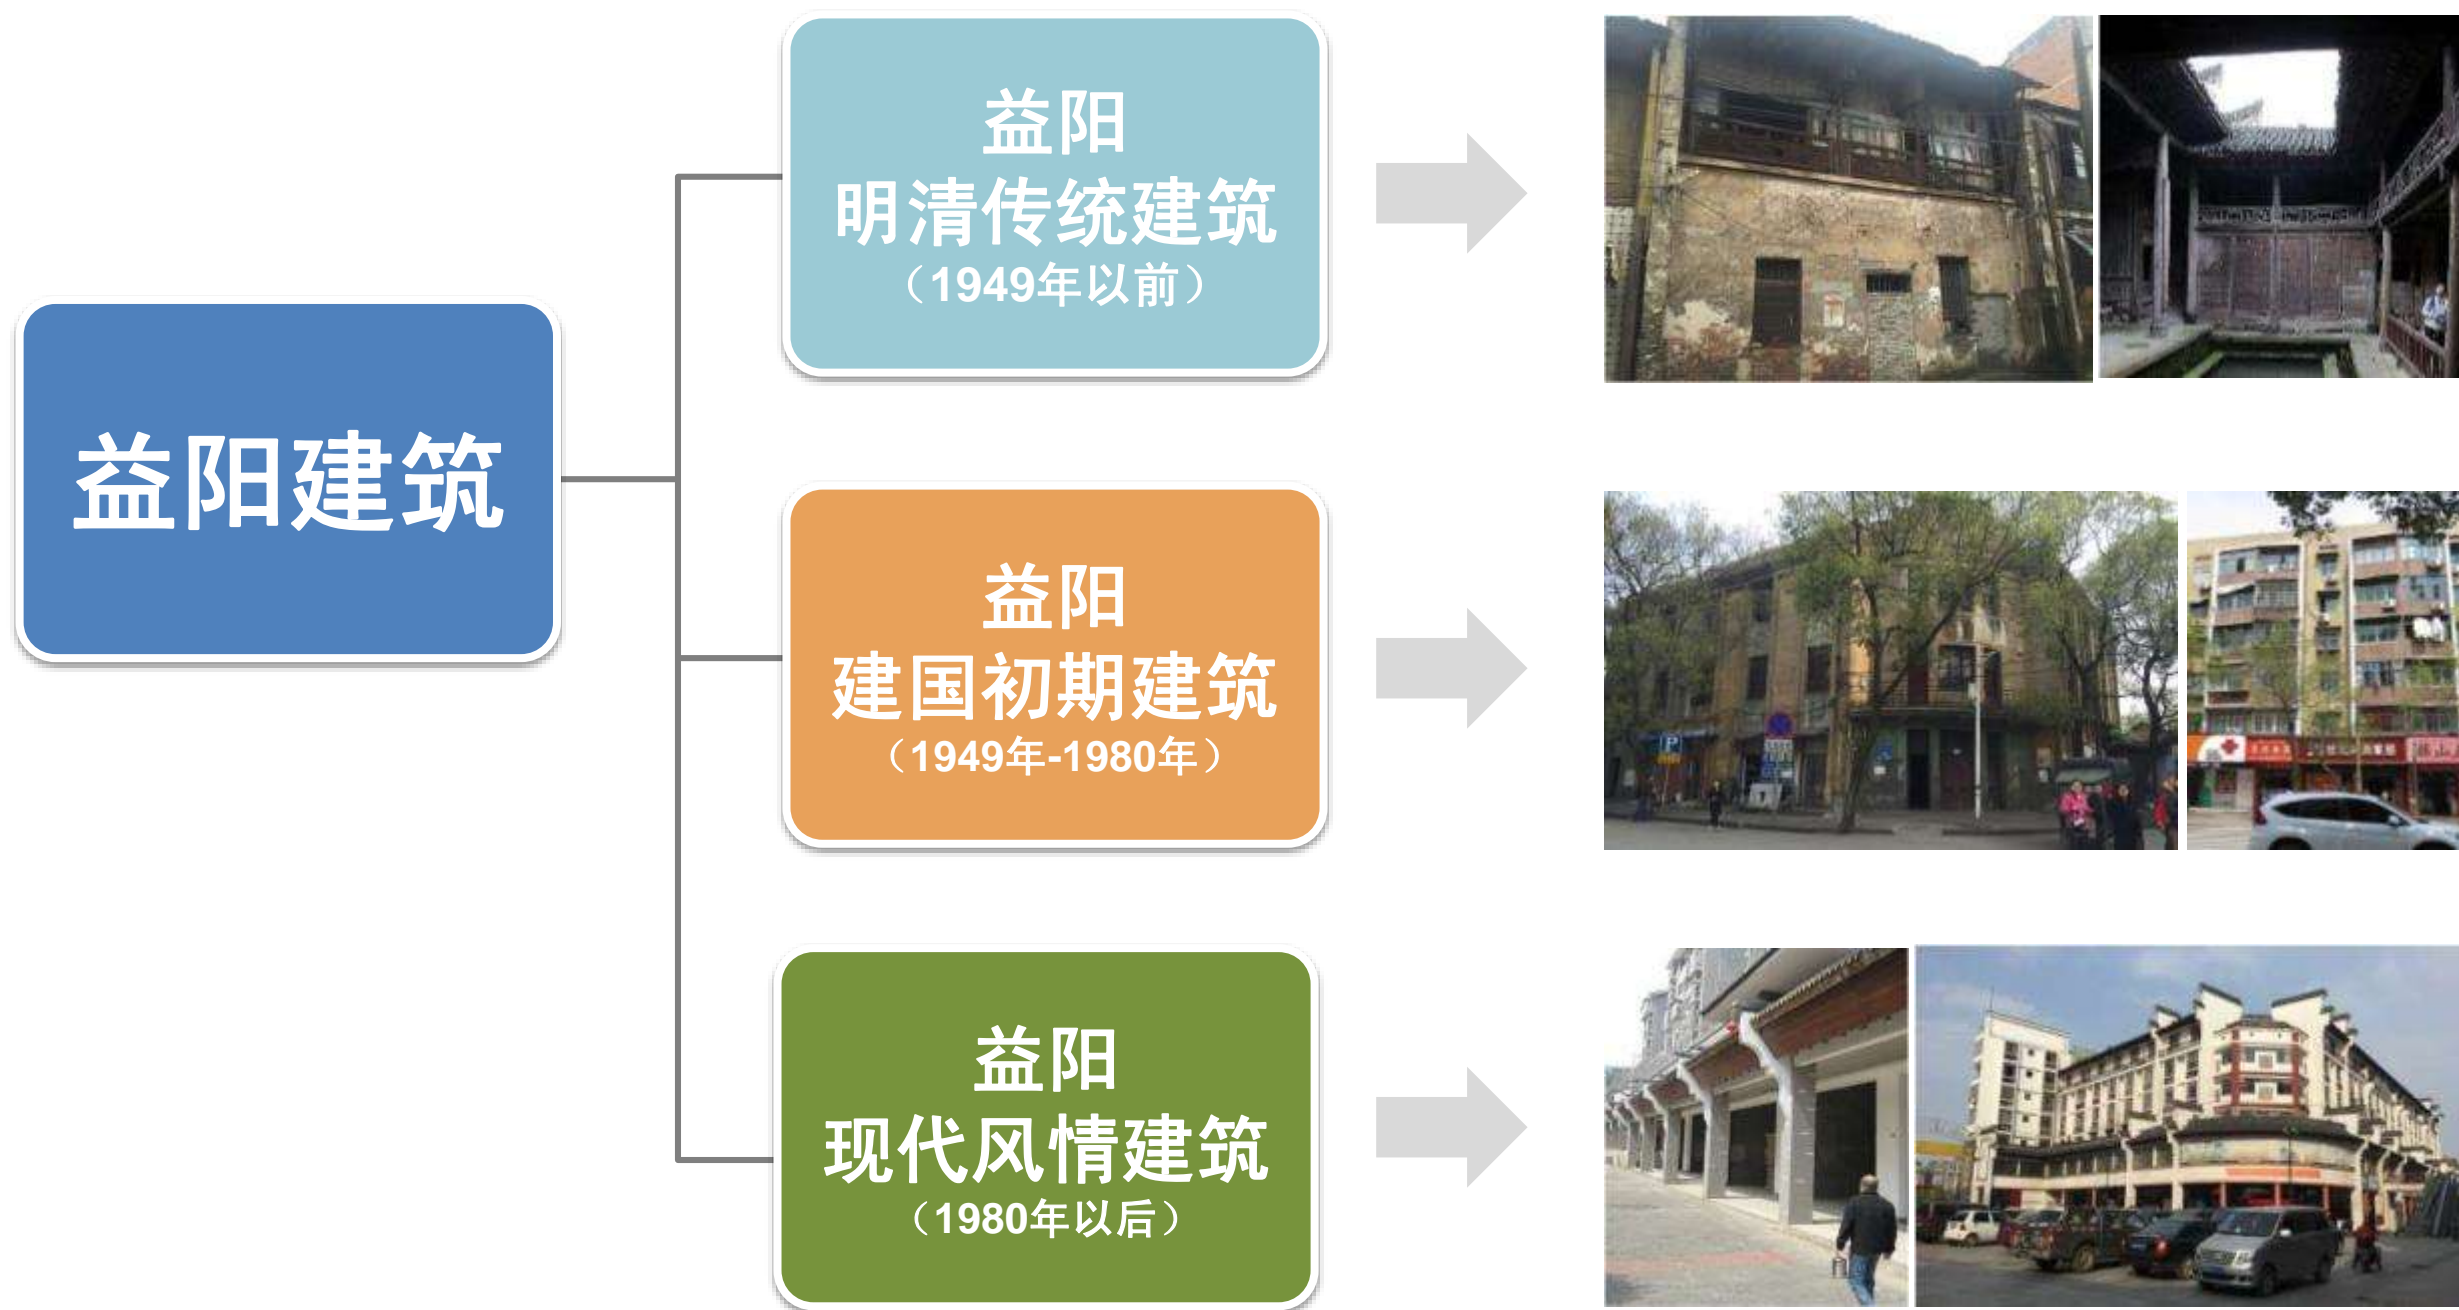 益阳建筑
益阳
明清传统建筑
（1949年以前）
益阳
建国初期建筑
（1949年-1980年）
P
益阳
现代风情建筑
（1980年以后）